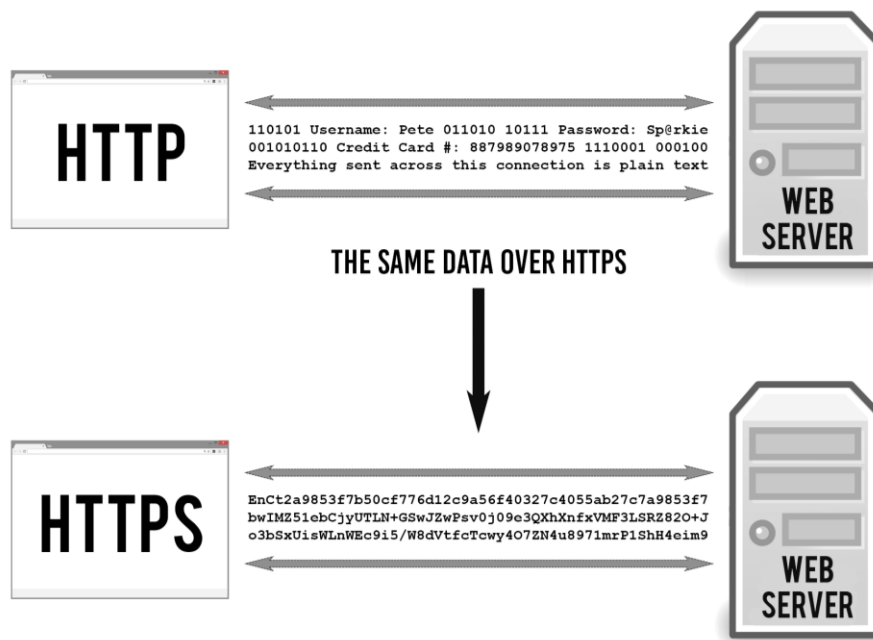 HTTP
110101 Username: Pete 011010 10111 Password: Sp@rkie
001010110 Credit Card #: 887989078975 1110001 000100
Everything sent across this connection is plain text
WEB
SERVER
THE SAME DATA OVER HTTPS
HTTPS
EnCt2a9853f7b50cf776d12c9a56f40327c4055ab27c7a9853f7
bwIMZ51ebCjyUTLN+GSwJZwPsv0j09e3QXhXnfxVMF3LSRZ82O+J
o3bSxUisWLnWEc9i5/W8dVtfcTcwy4O7ZN4u8971mrP1ShH4eim9
WEB
SERVER